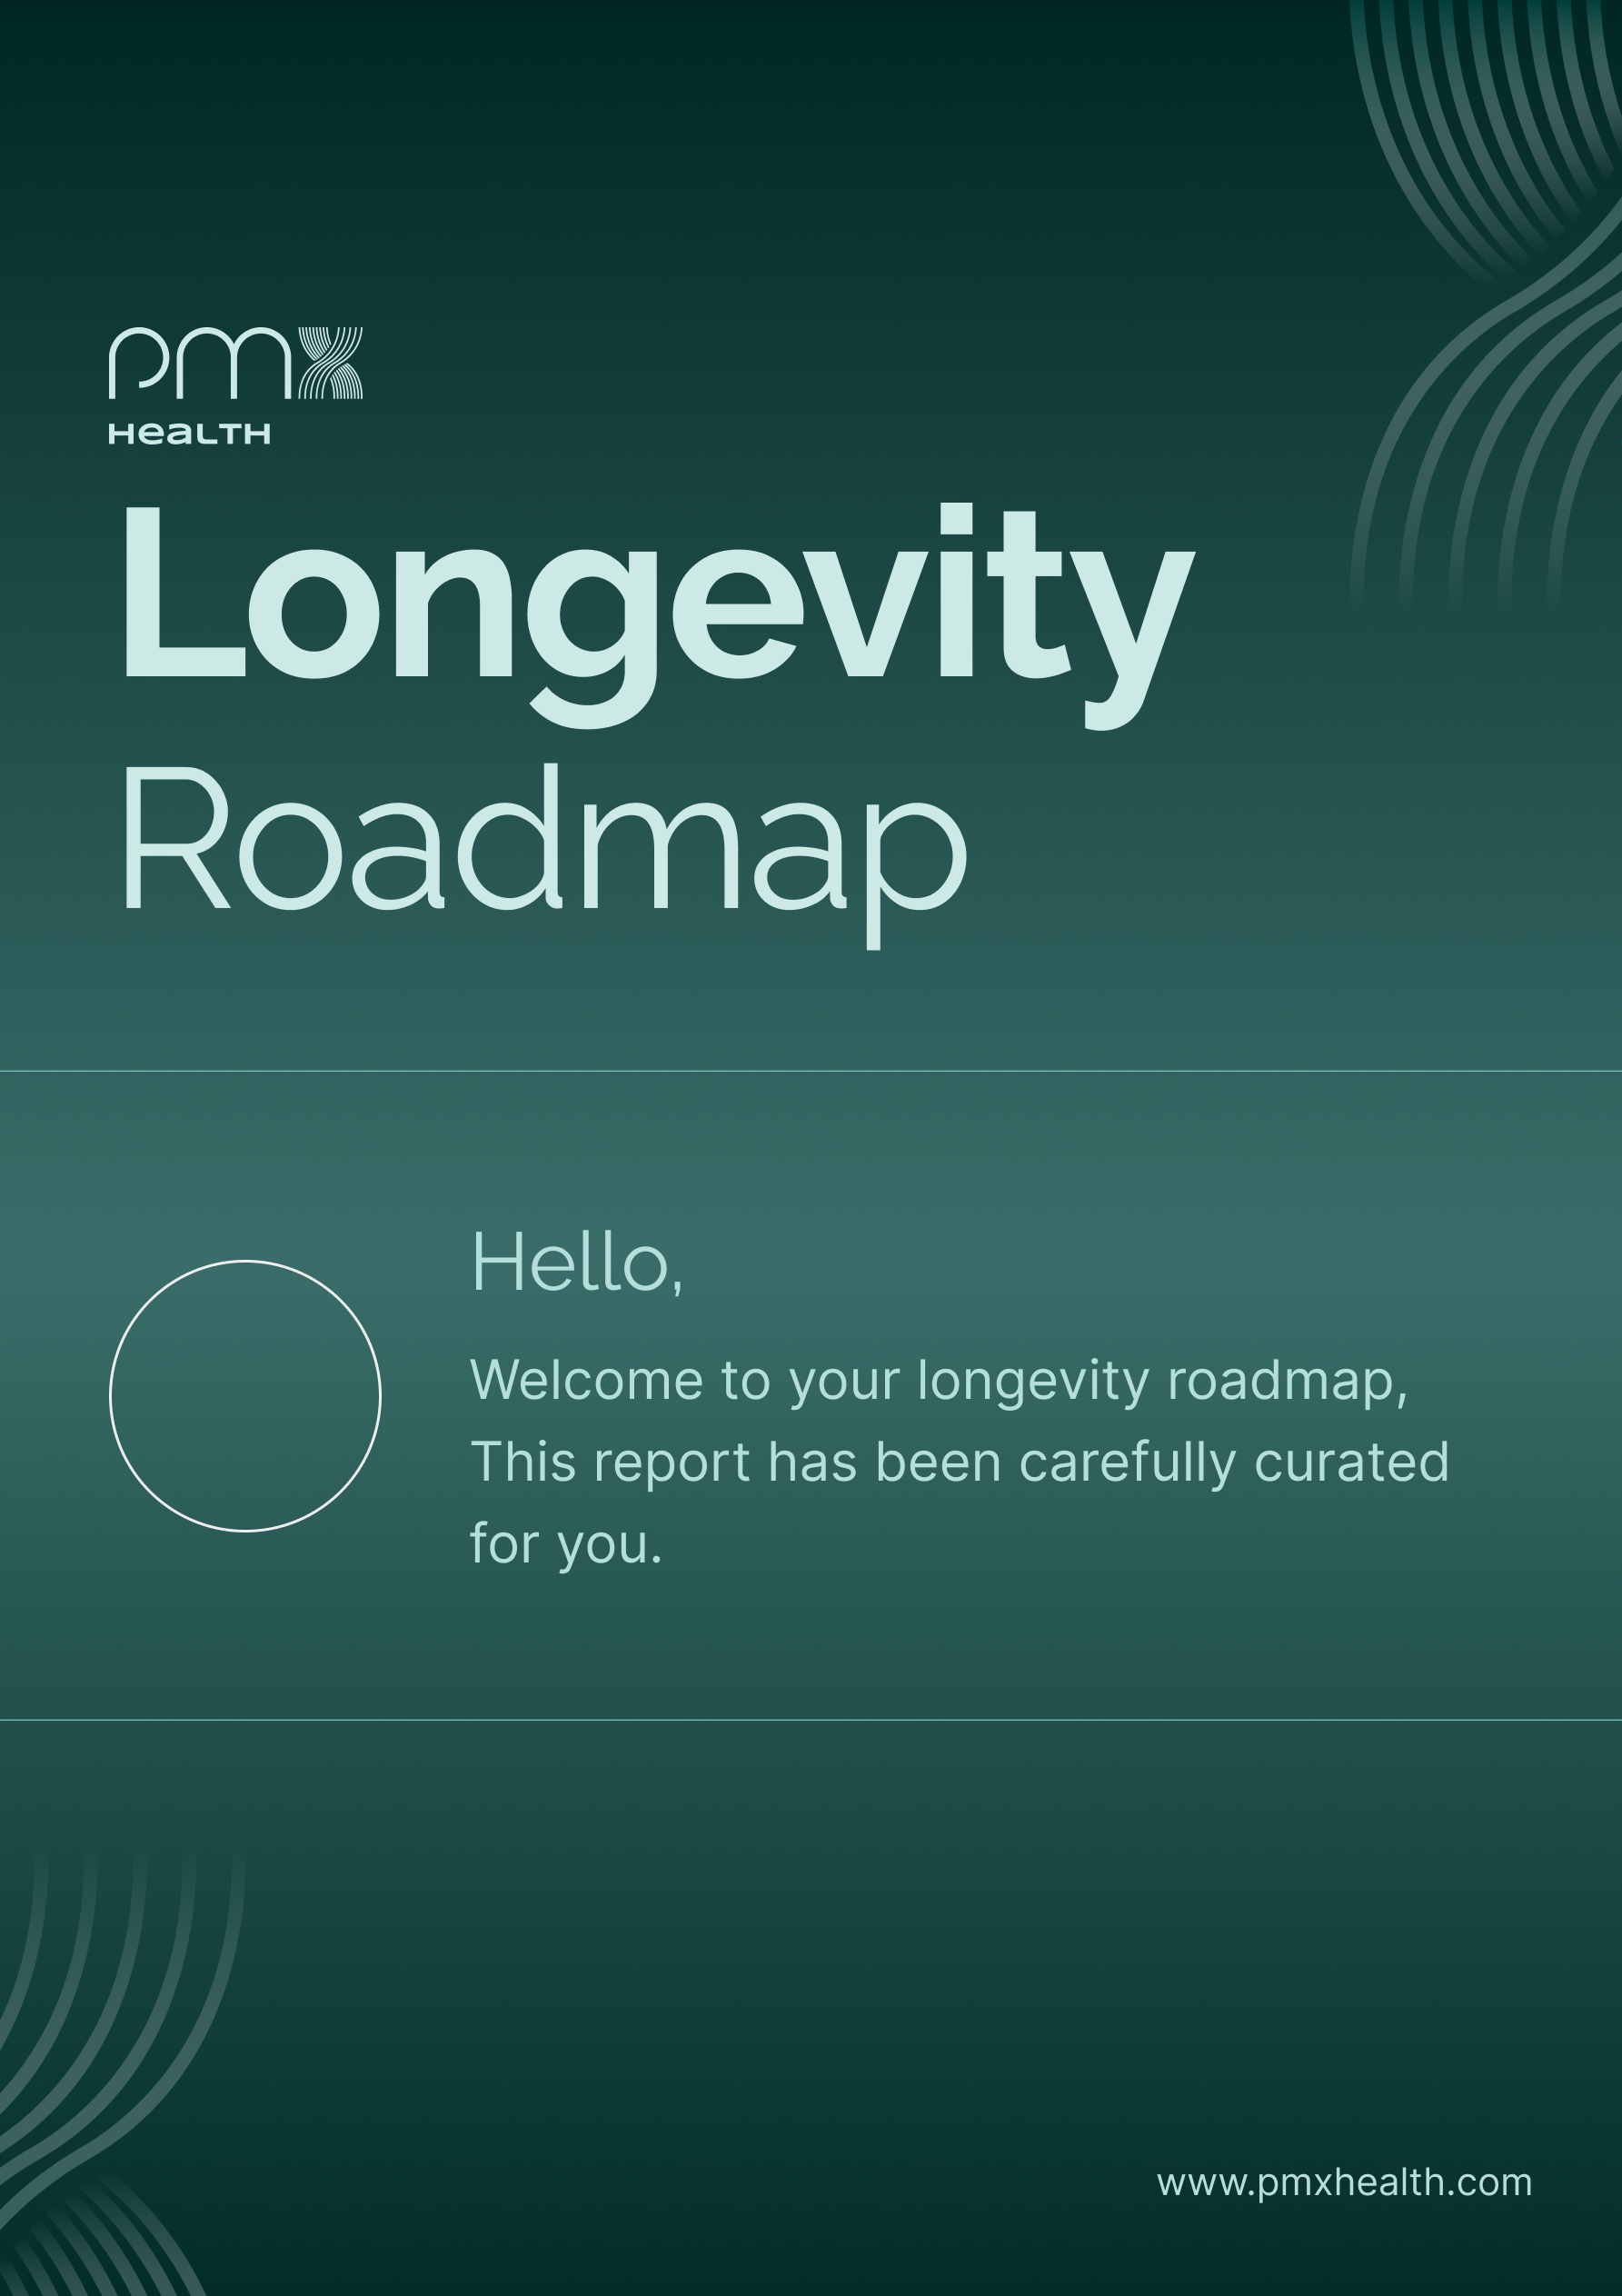 pmx
HEALTH
Longevity
Roadmap
Hello,
Welcome to your longevity roadmap,
This report has been carefully curated
for you.
www.pmxhealth.com